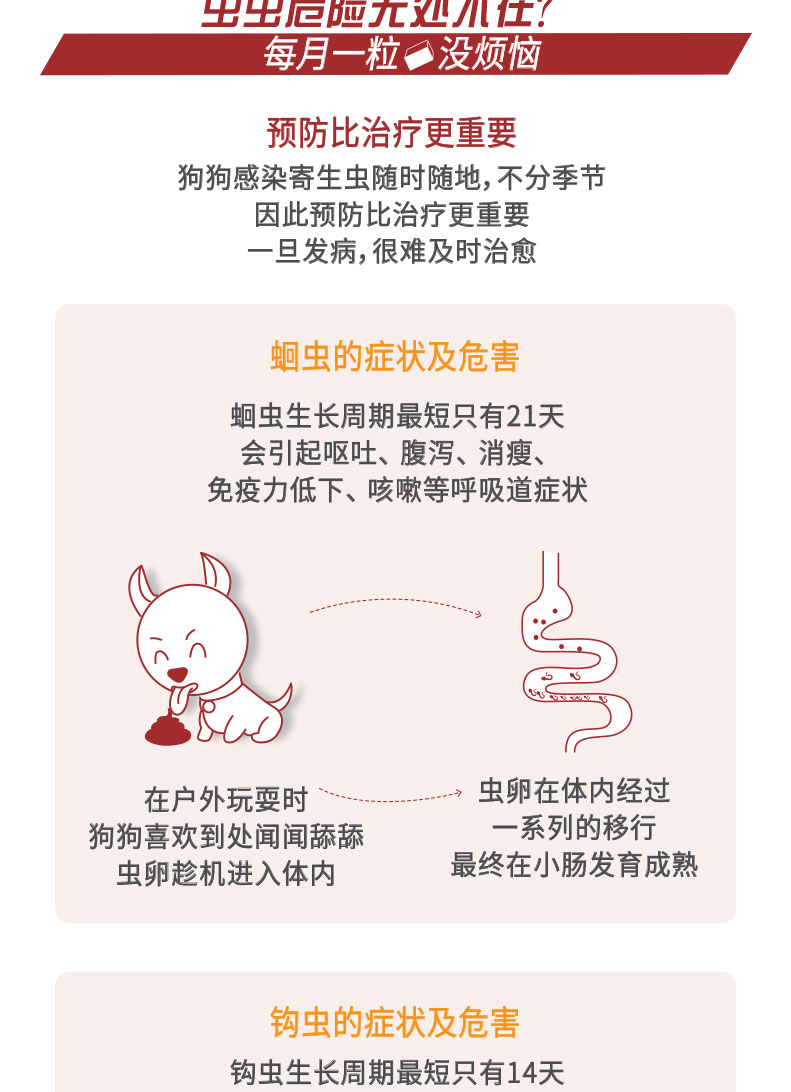 虫虫危险无处不在?
每月一粒 没烦恼
预防比治疗更重要
狗狗感染寄生虫随时随地,不分季节
因此预防比治疗更重要
一旦发病,很难及时治愈
蛔虫的症状及危害
蛔虫生长周期最短只有21天
会引起呕吐、腹泻、消瘦、
免疫力低下、咳嗽等呼吸道症状
在户外玩耍时
狗狗喜欢到处闻闻舔舔
虫卵趁机进入体内
虫卵在体内经过
一系列的移行
最终在小肠发育成熟
钩虫的症状及危害
钩虫生长周期最短只有14天